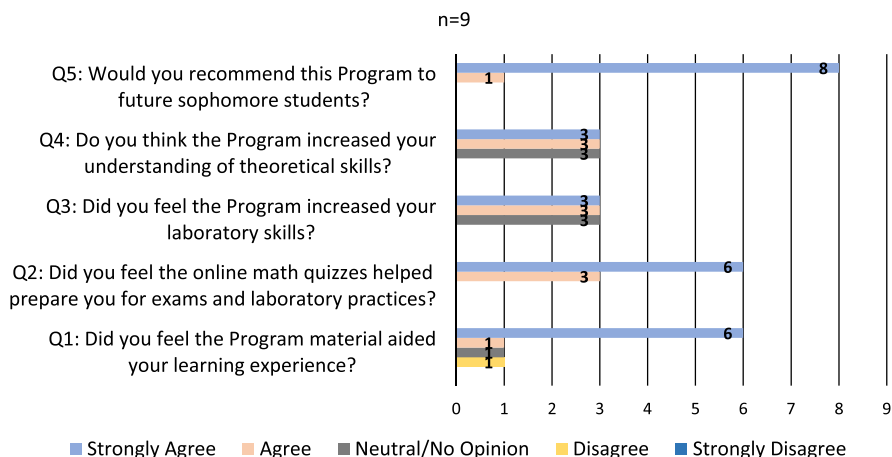 n=9
Q5: Would you recommend this Program to
future sophomore students?
8
1
Q4: Do you think the Program increased your
understanding of theoretical skills?
3
3
3
Q3: Did you feel the Program increased your
laboratory skills?
3
3
3
Q2: Did you feel the online math quizzes helped
prepare you for exams and laboratory practices?
6
3
Q1: Did you feel the Program material aided
your learning experience?
6
1
1
1
0 1 2 3 4 5 6 7 8 9
Strongly Agree Agree Neutral/No Opinion Disagree Strongly Disagree